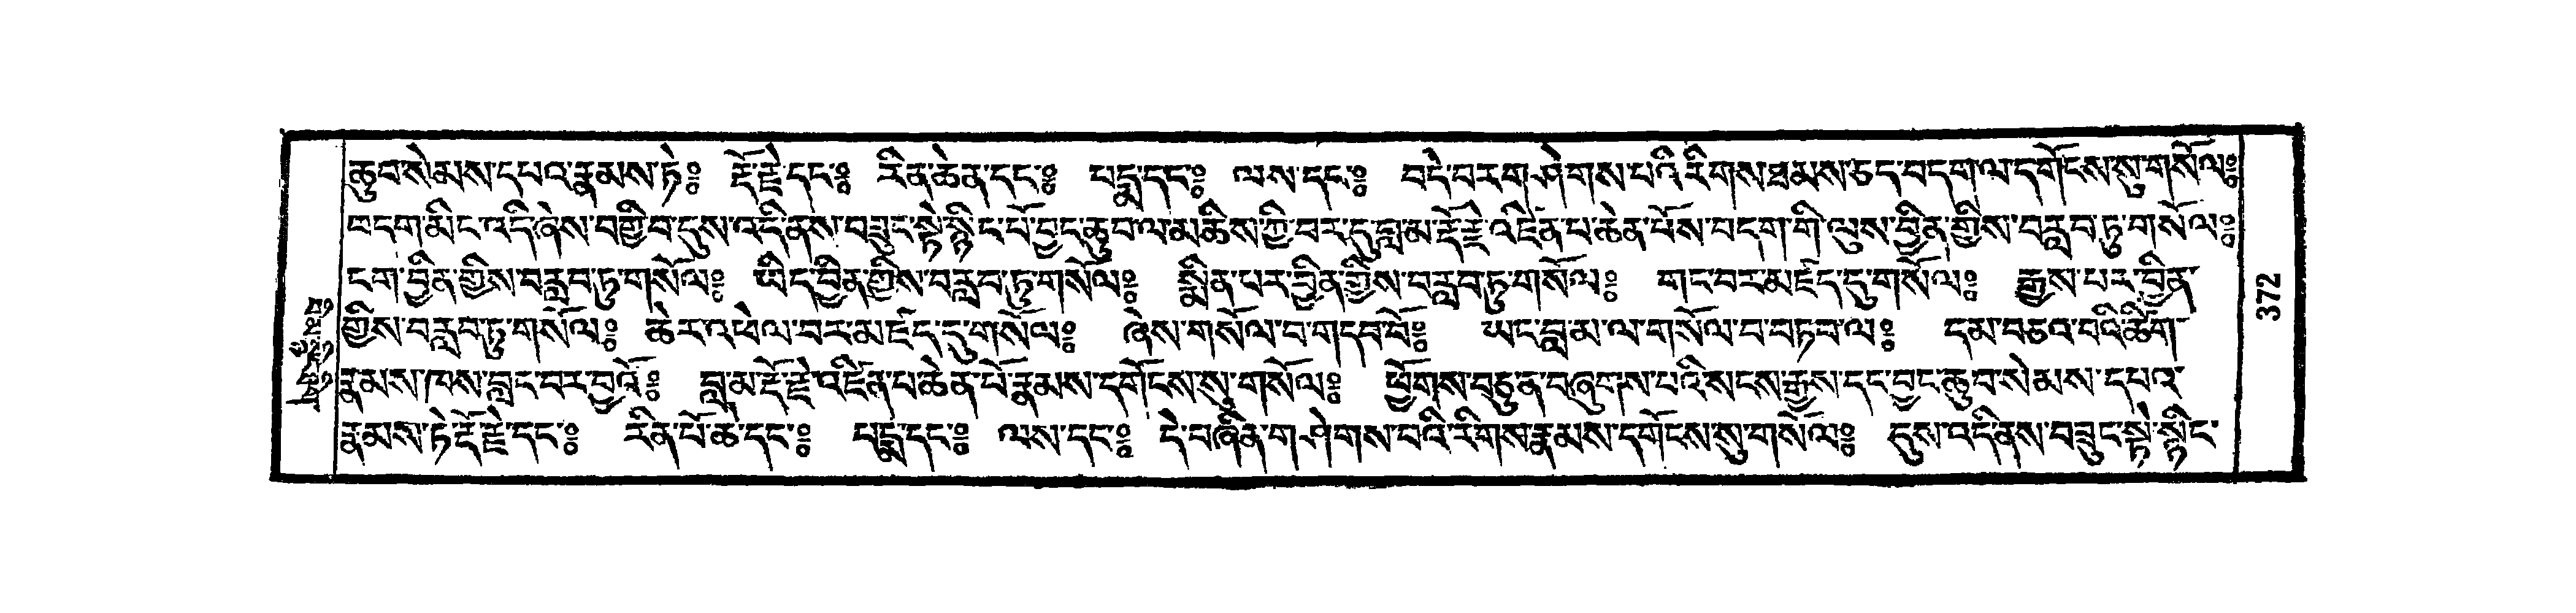 ཆུབ་སེམས་དཔའ་རྣམས་ཏེ༔ རྡོ་རྗེ་དང་༔ རིན་ཆེན་དང་༔ པདྨ་དང་༔ ལས་དང་༔ བདེ་བར་གཤེགས་པའི་རིགས་ཐམས་ཅད་བདག་ལ་དགོངས་སུ་གསོལ༔
བདག་མིང་འདི་ཞེས་བགྱི་བ་དུས་འདི་ནས་བཟུང་སྟེ་སྙིང་པོ་བྱང་ཆུབ་ལ་མཆིས་ཀྱི་བར་དུ་བླ་མ་རྡོ་རྗེ་འཛིན་པ་ཆེན་པོས་བདག་གི་ལུས་བྱིན་གྱིས་བརླབ་ཏུ་གསོལ༔
ངག་བྱིན་གྱིས་བརླབ་ཏུ་གསོལ༔ ཡིད་བྱིན་གྱིས་བརླབ་ཏུ་གསོལ༔ སྨིན་པར་བྱིན་གྱིས་བརླབ་ཏུ་གསོལ༔ གང་བར་མཛད་དུ་གསོལ༔ རྒྱས་པར་བྱིན་
གྱིས་བརླབ་ཏུ་གསོལ༔ ཆེར་འཕེལ་བར་མཛད་དུ་གསོལ༔ ཞེས་གསོལ་བ་གདབ་བོ༔ ཡང་བླ་མ་ལ་གསོལ་བ་བཏབ་ལ༔ དམ་བཅའ་བའི་ཚིག་
རྣམས་ཁས་བླང་བར་བྱའོ༔ བླ་མ་རྡོ་རྗེ་འཛིན་པ་ཆེན་པོ་རྣམས་དགོངས་སུ་གསོལ༔ ཕྱོགས་བཅུ་ན་བཞུགས་པའི་སངས་རྒྱས་དང་བྱང་ཆུབ་སེམས་དཔའ་
རྣམས་ཏེ་རྡོ་རྗེ་དང་༔ རིན་པོ་ཆེ་དང་༔ པདྨ་དང་༔ ལས་དང་༔ དེ་བཞིན་གཤེགས་པའི་རིགས་རྣམས་དགོངས་སུ་གསོལ༔ དུས་འདི་ནས་བཟུང་སྟེ་སྙིང་